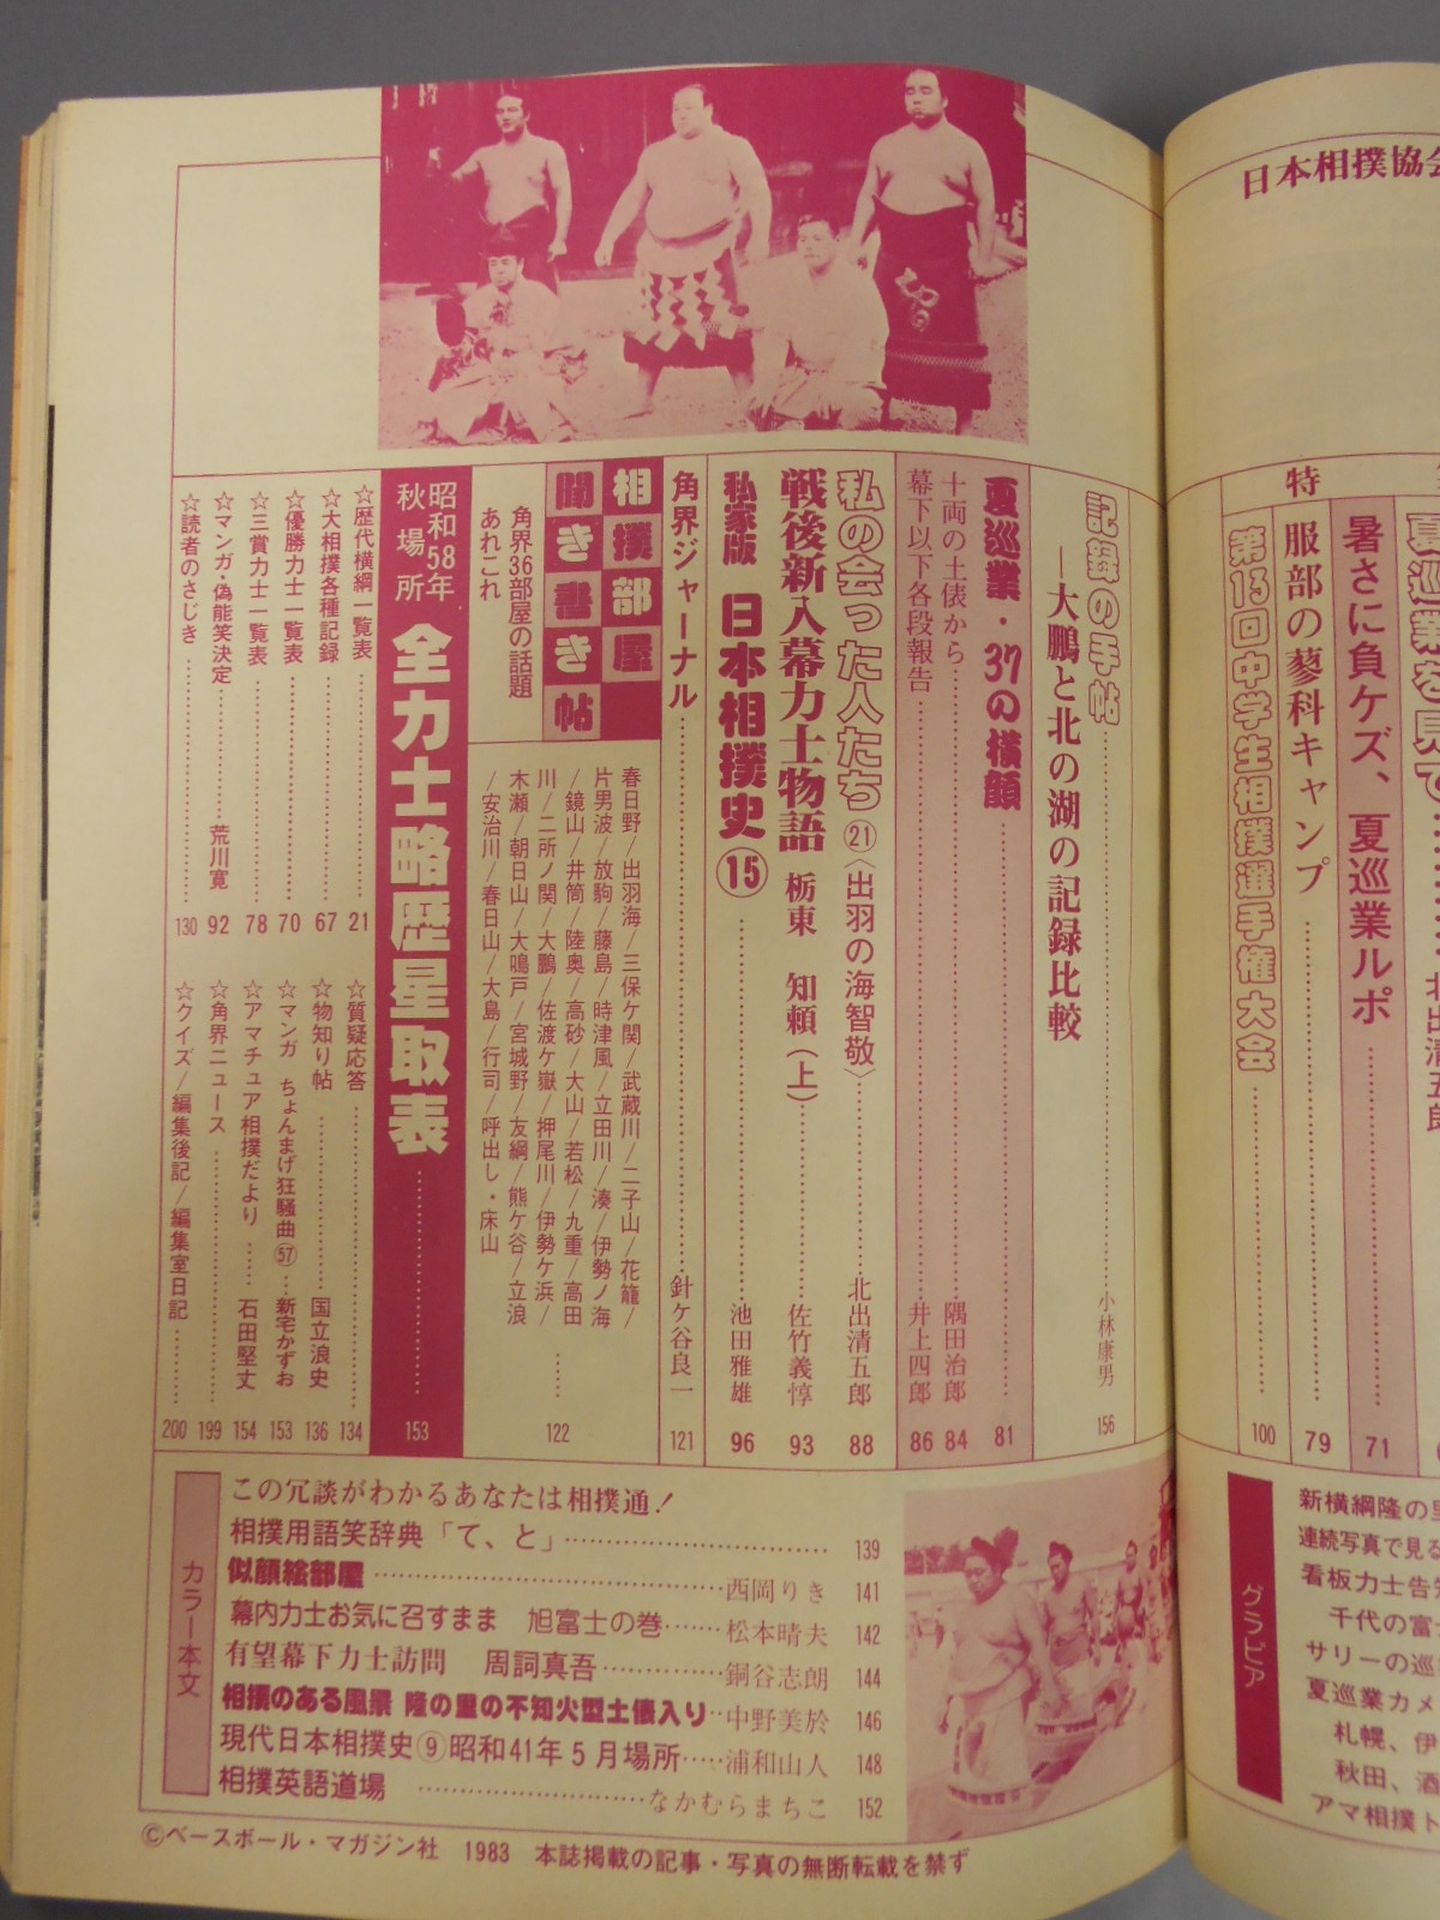 日本相撲協会
特
夏巡業を見て……北出清五郎
暑さに負ケズ、夏巡業ルポ……71
服部の蓼科キャンプ……79
第13回中学生相撲選手権大会……100
記録の手帖……小林康男 156
―大鵬と北の湖の記録比較
夏巡業・37の横顔……81
十両の土俵から……隅田治郎 84
幕下以下各段報告……井上四郎 86
私の会った人たち㉑〈出羽の海智敬〉……北出清五郎 88
戦後新入幕力士物語 栃東 知頼(上)……佐竹義惇 93
私家版 日本相撲史⑮……池田雅雄 96
角界ジャーナル……針ケ谷良一 121
相撲部屋聞き書き帖
角界36部屋の話題
あれこれ
春日野/出羽海/三保ケ関/武蔵川/二子山/花籠/
片男波/放駒/藤島/時津風/立田川/湊/伊勢ノ海
/鏡山/井筒/陸奥/高砂/大山/若松/九重/高田
川/二所ノ関/大鵬/佐渡ケ嶽/押尾川/伊勢ケ浜/
木瀬/朝日山/大鳴戸/宮城野/友綱/熊ケ谷/立浪
/安治川/春日山/大島/行司/呼出し・床山
……122
昭和58年秋場所 全力士略歴星取表……153
☆歴代横綱一覧表……21
☆大相撲各種記録……67
☆優勝力士一覧表……70
☆三賞力士一覧表……78
☆マンガ・偽能笑決定……荒川寛 92
☆読者のさじき……130
☆質疑応答……134
☆物知り帖……国立浪史 136
☆マンガ ちょんまげ狂騒曲57…新宅かずお 153
☆アマチュア相撲だより……石田堅丈 154
☆角界ニュース……199
☆クイズ/編集後記/編集室日記……200
カラー本文
この冗談がわかるあなたは相撲通!
相撲用語笑辞典「て、と」……139
似顔絵部屋……西岡りき 141
幕内力士お気に召すまま 旭富士の巻……松本晴夫 142
有望幕下力士訪問 周詞真吾……銅谷志朗 144
相撲のある風景 隆の里の不知火型土俵入り…中野美於 146
現代日本相撲史⑨昭和41年5月場所……浦和山人 148
相撲英語道場……なかむらまちこ 152
グラビア
新横綱隆の里
連続写真で見る
看板力士告知
千代の富士
サリーの巡
夏巡業カメ
札幌、伊
秋田、酒
アマ相撲ト
©ベースボール・マガジン社 1983 本誌掲載の記事・写真の無断転載を禁ず